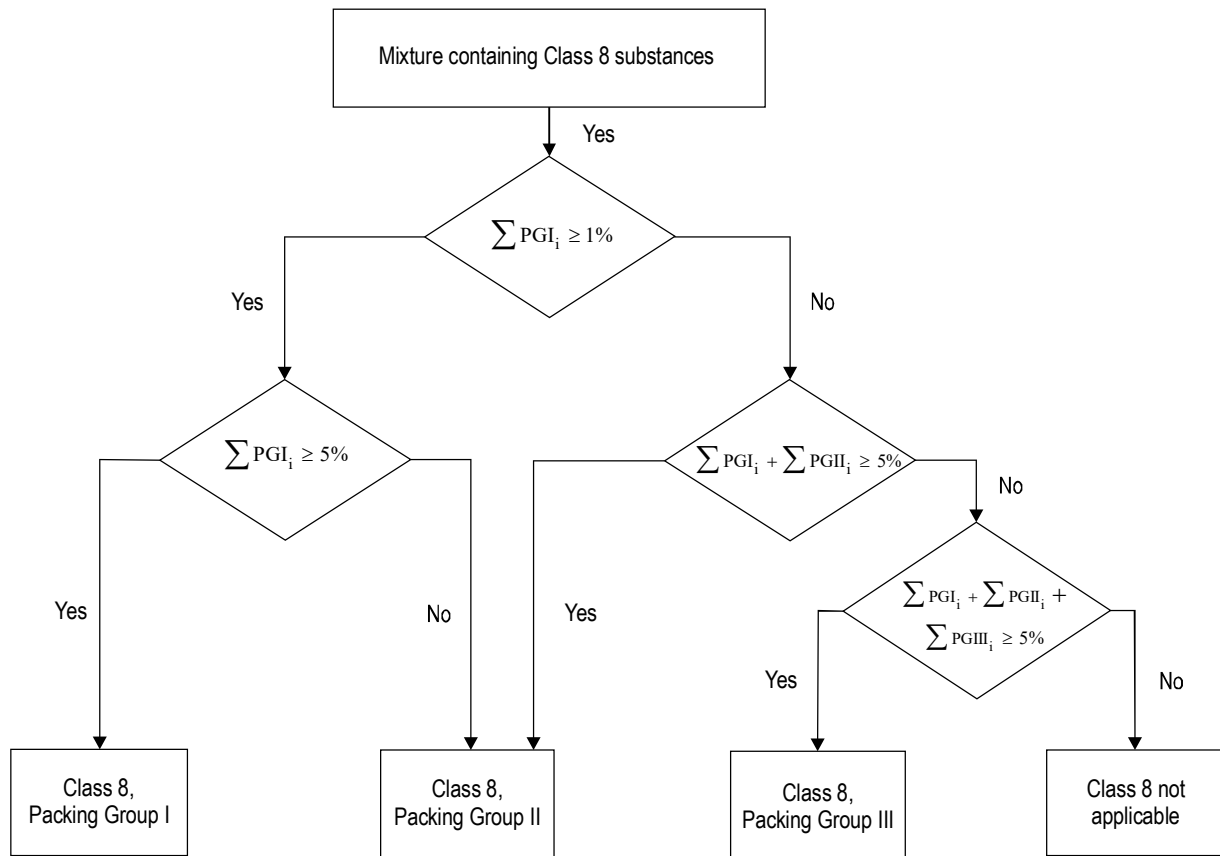 Mixture containing Class 8 substances
Yes
∑ PGI_i ≥ 1%
Yes
No
∑ PGI_i ≥ 5%
∑ PGI_i + ∑ PGII_i ≥ 5%
No
Yes
No
Yes
∑ PGI_i + ∑ PGII_i +
∑ PGIII_i ≥ 5%
Yes
No
Class 8,
Packing Group I
Class 8,
Packing Group II
Class 8,
Packing Group III
Class 8 not
applicable